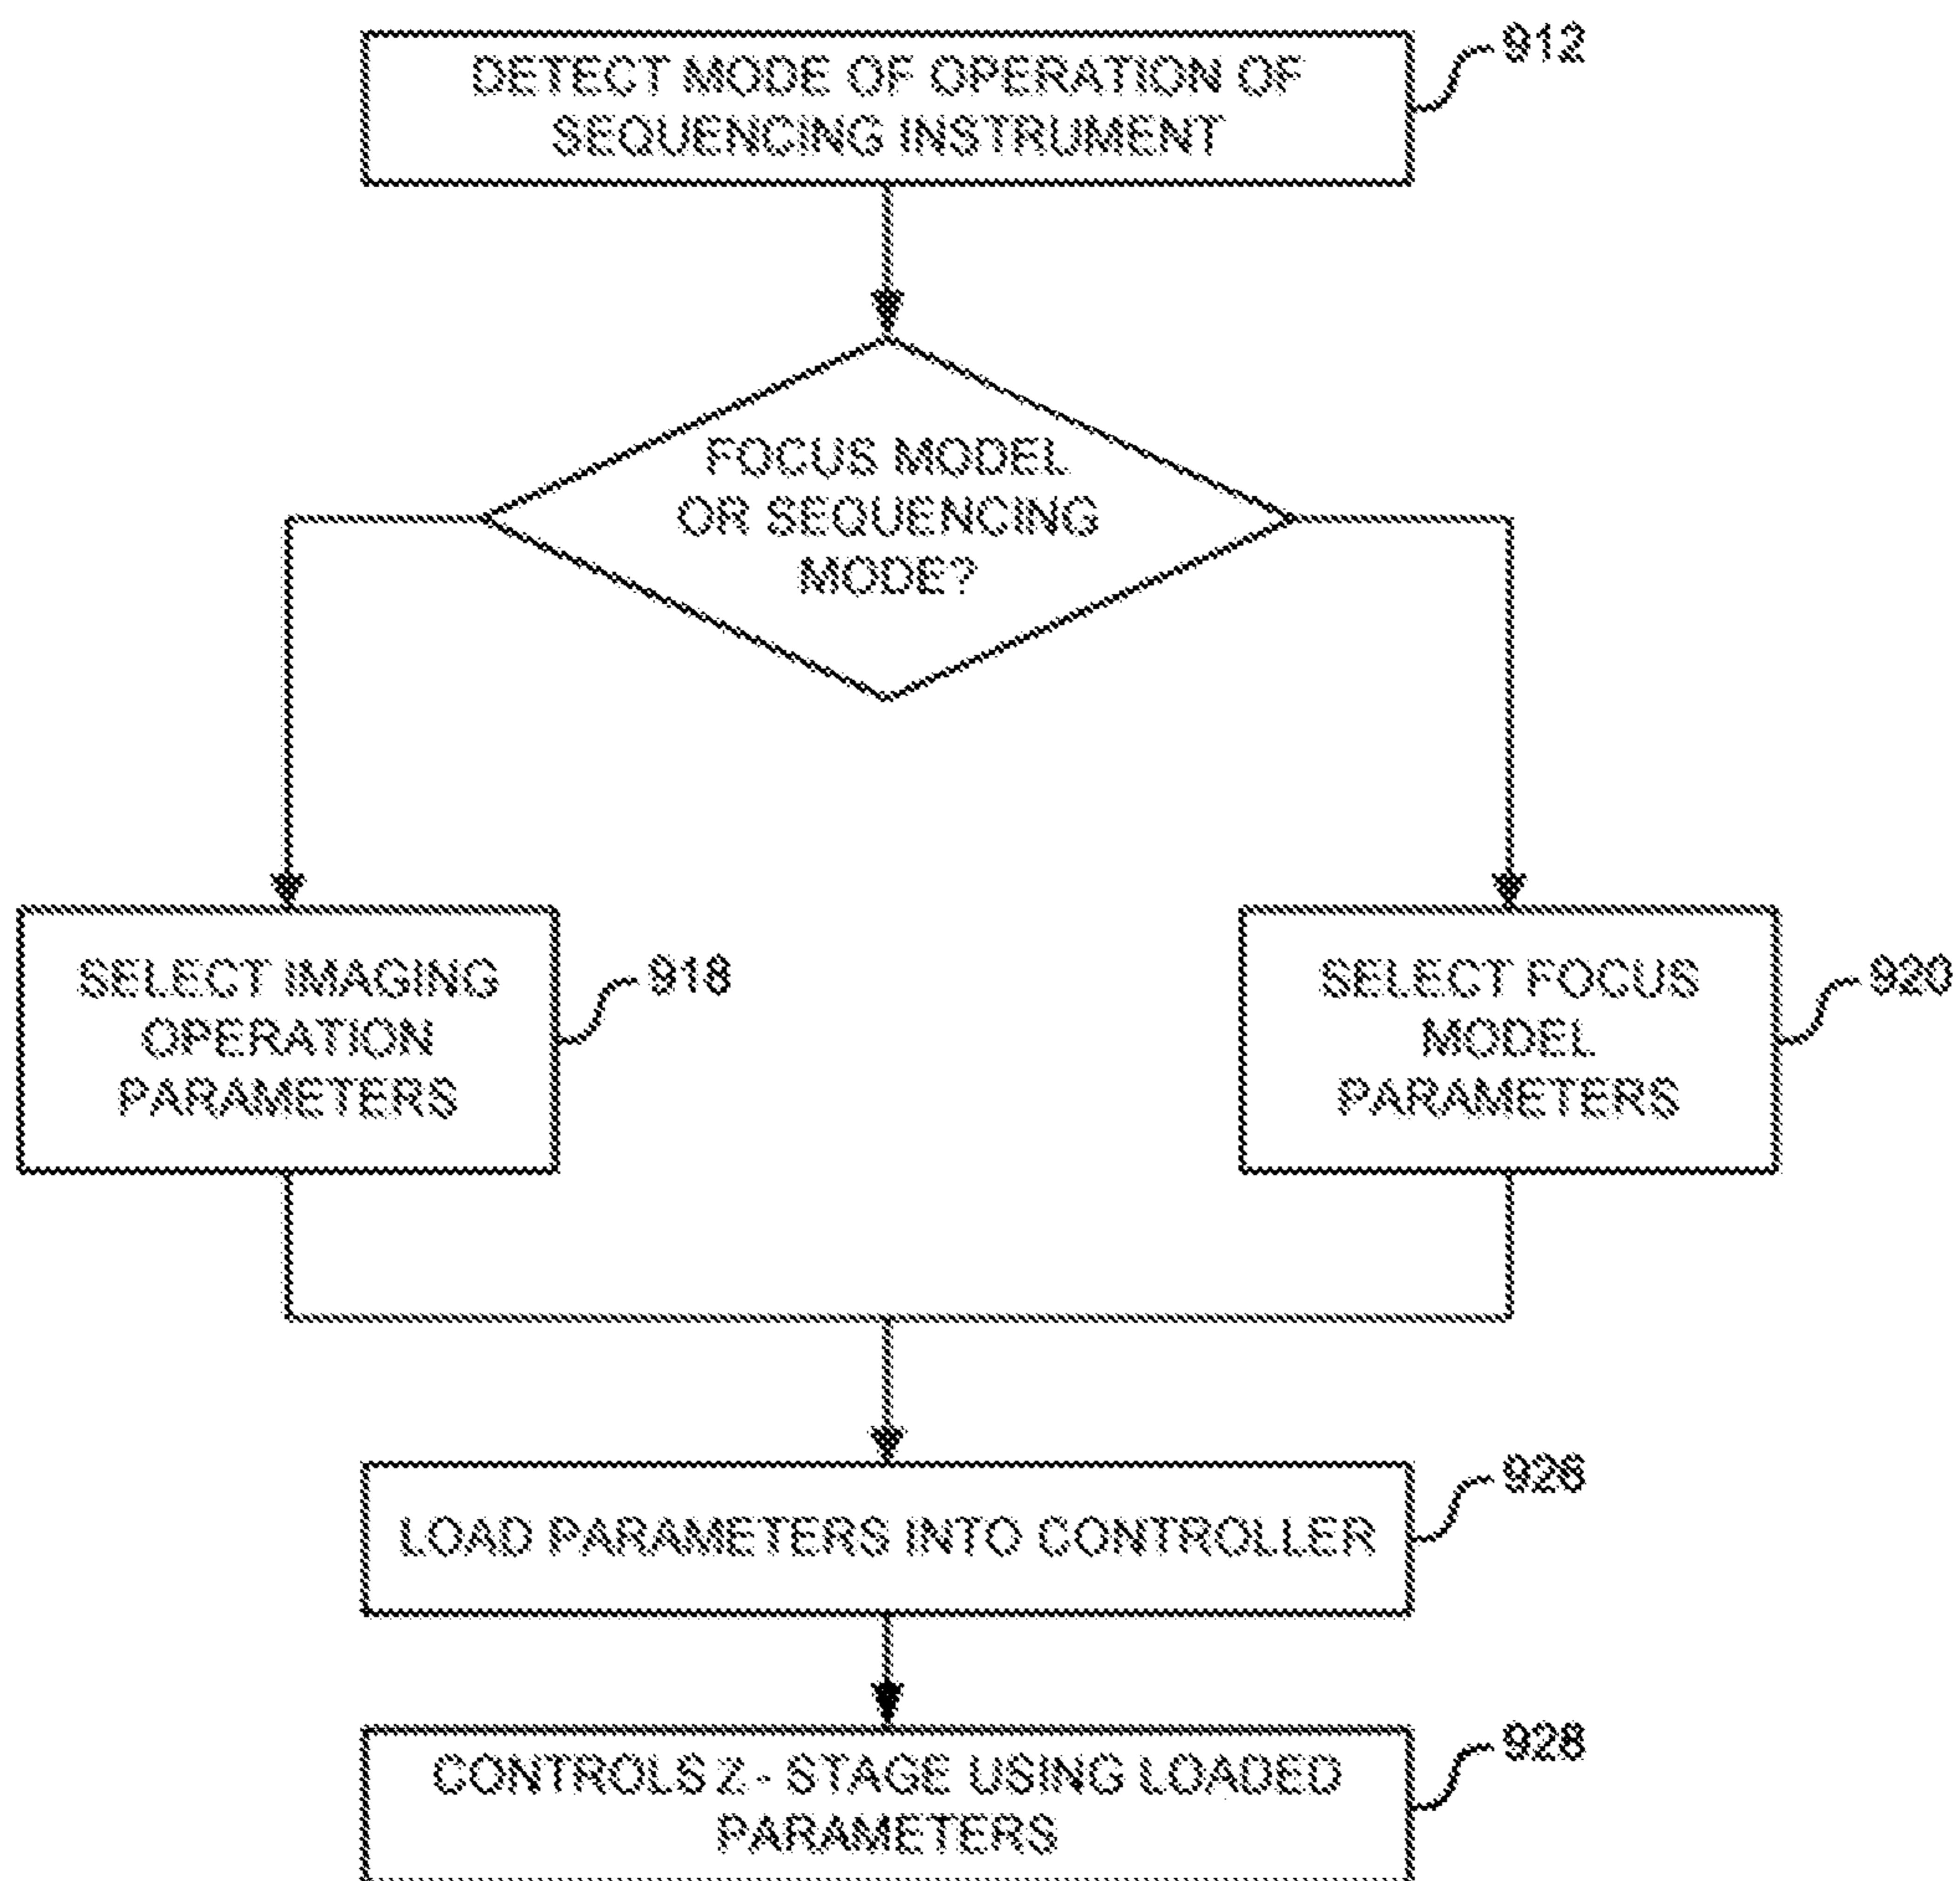 DETECT MODE OF OPERATION OF
SEQUENCING INSTRUMENT
912
FOCUS MODEL
OR SEQUENCING
MODE?
SELECT IMAGING
OPERATION
PARAMETERS
918
SELECT FOCUS
MODEL
PARAMETERS
920
LOAD PARAMETERS INTO CONTROLLER
926
CONTROLS Z - STAGE USING LOADED
PARAMETERS
928